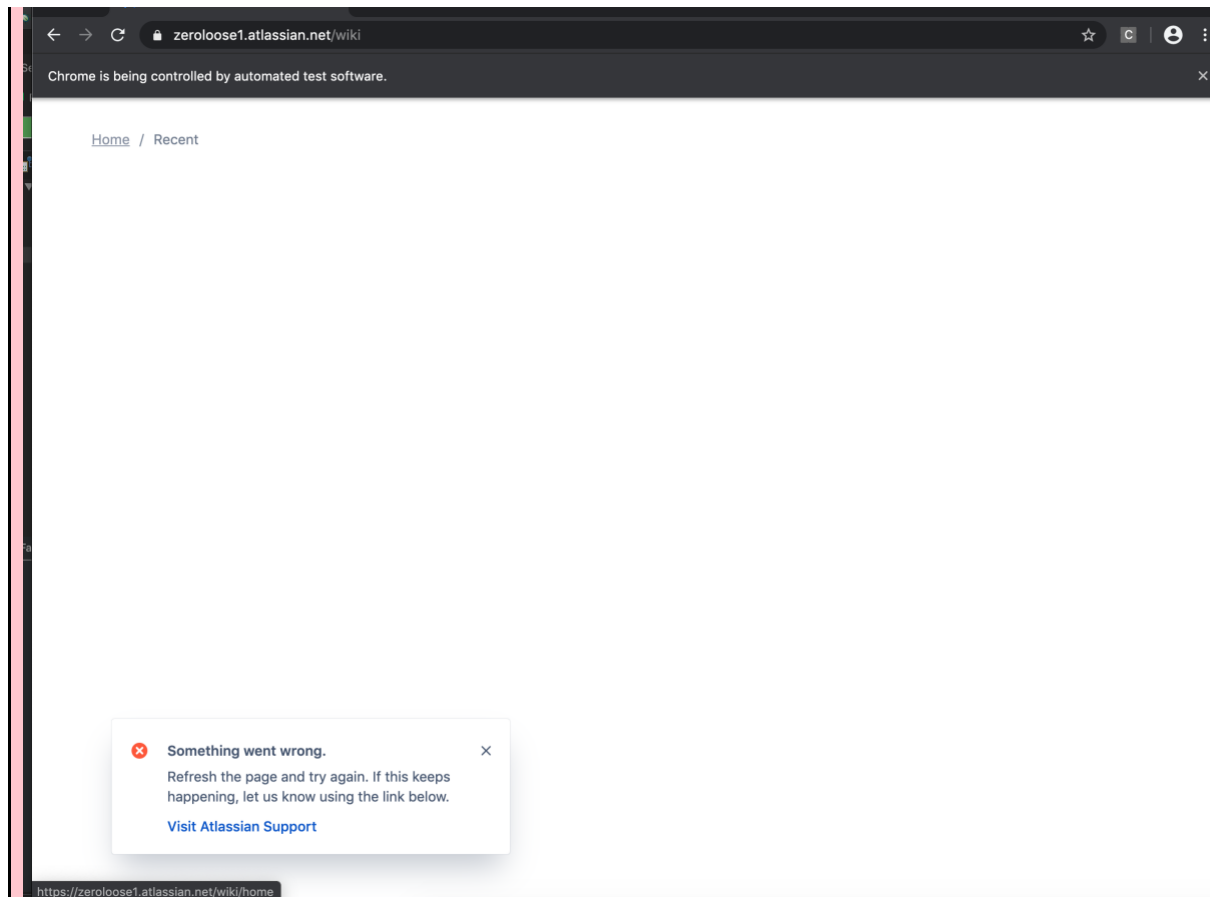 zeroloose1.atlassian.net/wiki
C
Chrome is being controlled by automated test software.
Home / Recent
Something went wrong.
Refresh the page and try again. If this keeps
happening, let us know using the link below.
Visit Atlassian Support
https://zeroloose1.atlassian.net/wiki/home